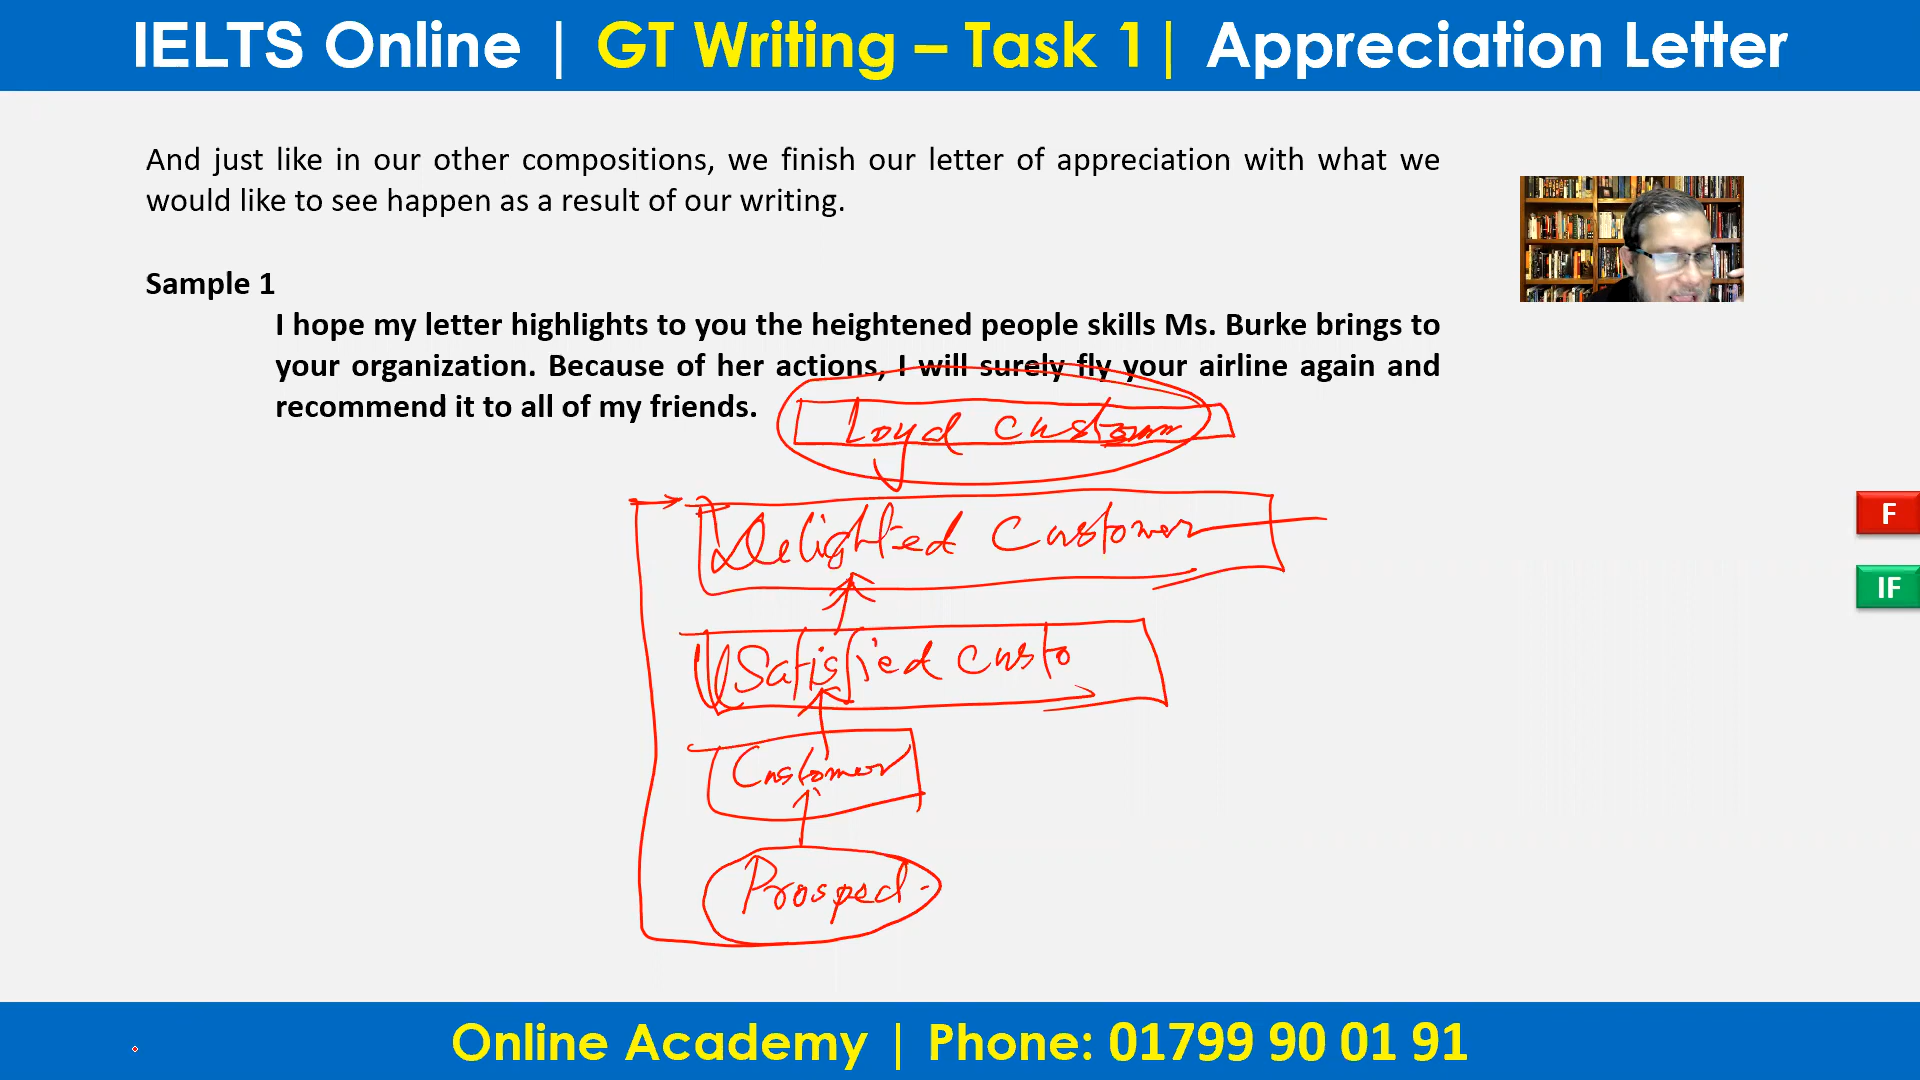 IELTS Online | GT Writing – Task 1 | Appreciation Letter
And just like in our other compositions, we finish our letter of appreciation with what we
would like to see happen as a result of our writing.
Sample 1
I hope my letter highlights to you the heightened people skills Ms. Burke brings to
your organization. Because of her actions, I will surely fly your airline again and
recommend it to all of my friends.
Loyal
Delighted Customer
F
IF
Satisfied Custo
Customer
Online Academy | Phone: 01799 90 01 91